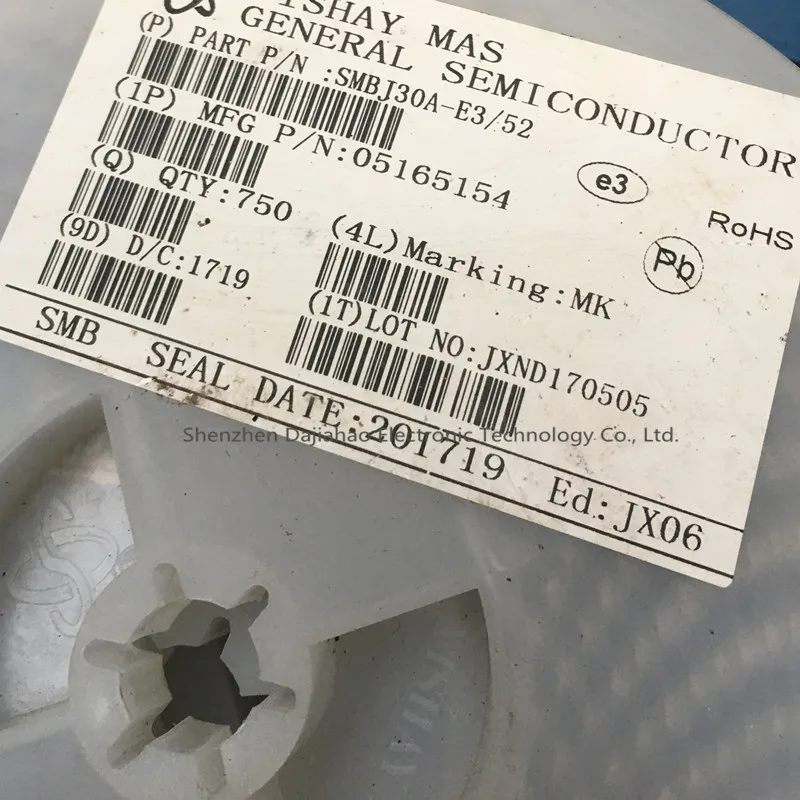 ISHAY MAS
GENERAL SEMICONDUCTOR
(P) PART P/N :SMBJ30A-E3/52
(1P) MFG P/N:05165154
e3
RoHS
(Q) QTY:750
(4L)Marking:MK
Pb
(9D) D/C:1719
(1T)LOT NO:JXND170505
SMB SEAL DATE:201719 Ed:JX06
Shenzhen Dajiahao Electronic Technology Co., Ltd.
VISHAY